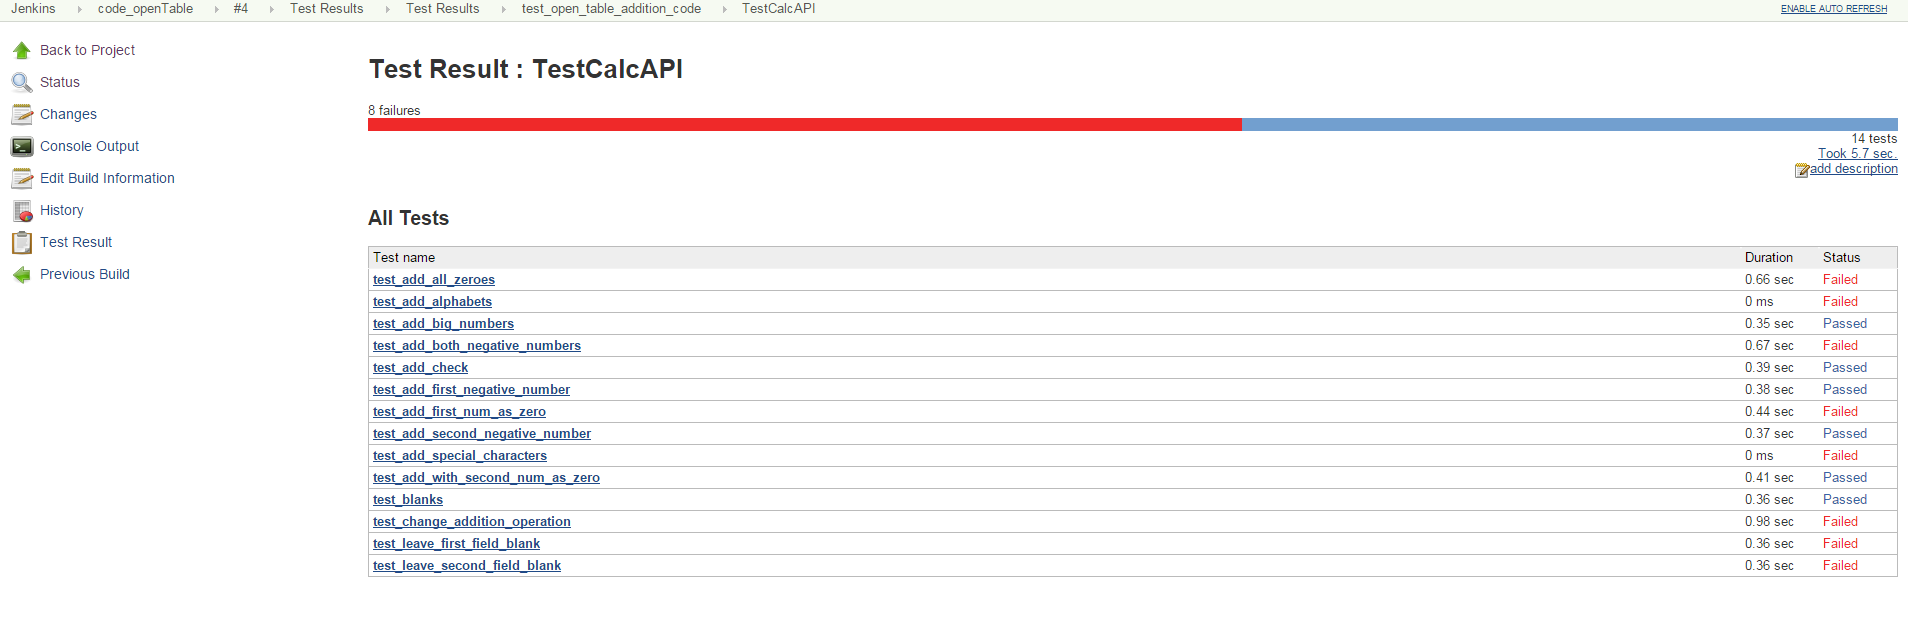 Jenkins code_openTable #4 Test Results Test Results test_open_table_addition_code TestCalcAPI ENABLE AUTO REFRESH
Back to Project
Status
Changes
Console Output
Edit Build Information
History
Test Result
Previous Build
Test Result : TestCalcAPI
8 failures
14 tests
Took 5.7 sec.
add description
All Tests
Test name Duration Status
test_add_all_zeroes 0.66 sec Failed
test_add_alphabets 0 ms Failed
test_add_big_numbers 0.35 sec Passed
test_add_both_negative_numbers 0.67 sec Failed
test_add_check 0.39 sec Passed
test_add_first_negative_number 0.38 sec Passed
test_add_first_num_as_zero 0.44 sec Failed
test_add_second_negative_number 0.37 sec Passed
test_add_special_characters 0 ms Failed
test_add_with_second_num_as_zero 0.41 sec Passed
test_blanks 0.36 sec Passed
test_change_addition_operation 0.98 sec Failed
test_leave_first_field_blank 0.36 sec Failed
test_leave_second_field_blank 0.36 sec Failed